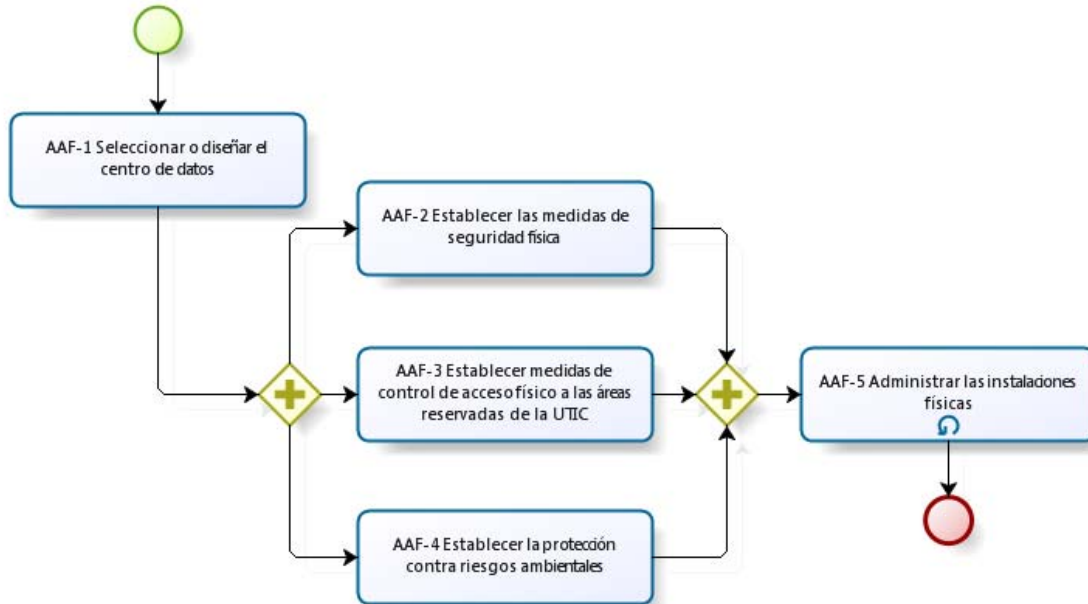 AAF-1 Seleccionar o diseñar el
centro de datos
AAF-2 Establecer las medidas de
seguridad física
AAF-3 Establecer medidas de
control de acceso físico a las áreas
reservadas de la UTIC
AAF-4 Establecer la protección
contra riesgos ambientales
AAF-5 Administrar las instalaciones
físicas